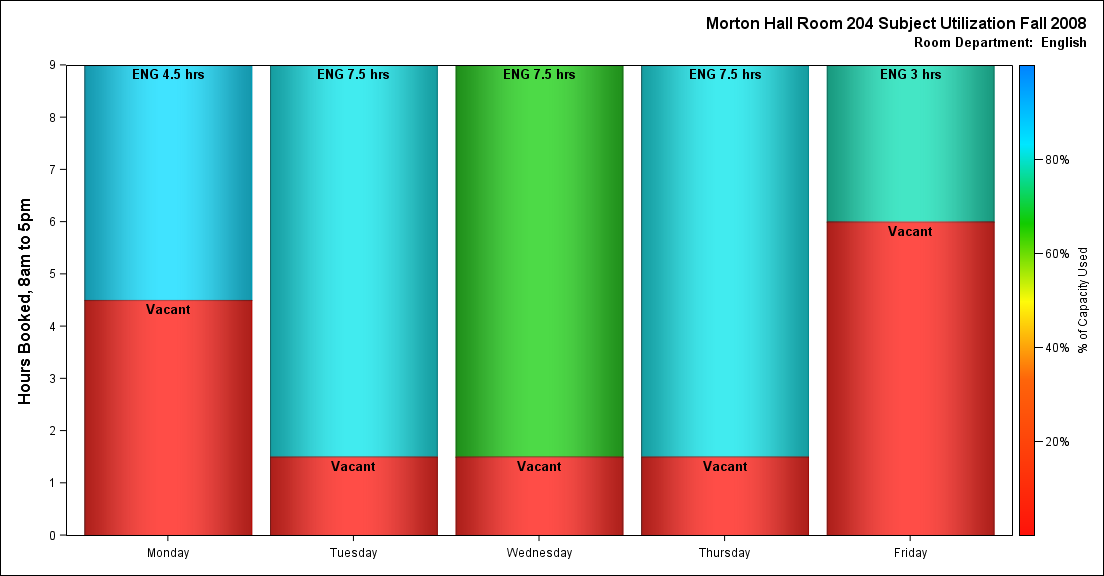 Morton Hall Room 204 Subject Utilization Fall 2008
Room Department:  English
Hours Booked, 8am to 5pm
9
8
7
6
5
4
3
2
1
0
ENG 4.5 hrs
Vacant
ENG 7.5 hrs
Vacant
ENG 7.5 hrs
Vacant
ENG 7.5 hrs
Vacant
ENG 3 hrs
Vacant
Monday
Tuesday
Wednesday
Thursday
Friday
80%
60%
40%
20%
% of Capacity Used